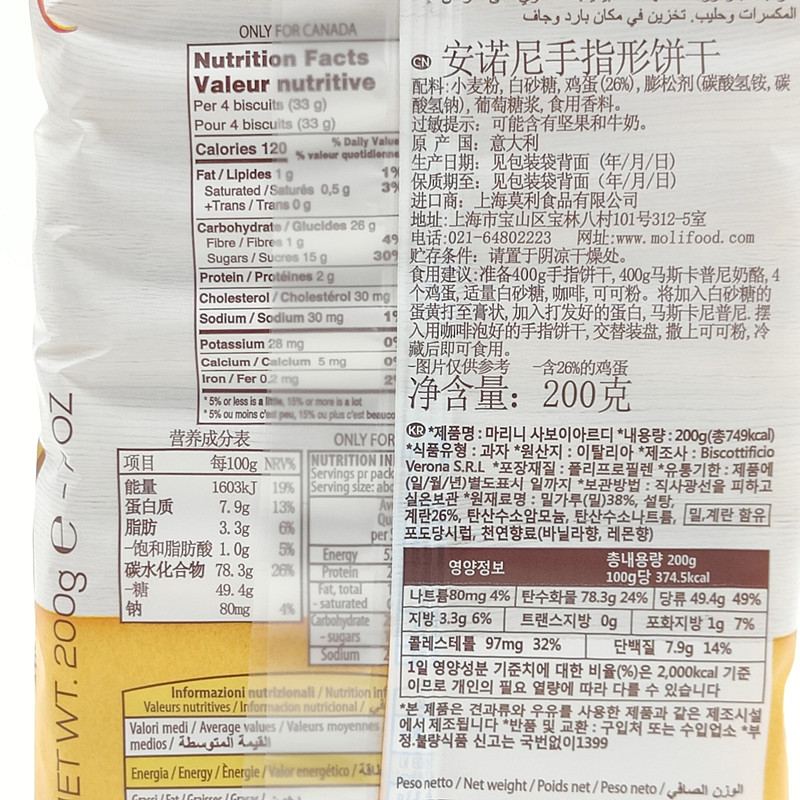 ONLY FOR CANADA
Nutrition Facts
Valeur nutritive
Per 4 biscuits (33 g)
Pour 4 biscuits (33 g)
% Daily Value
Calories 120 % valeur quotidienne
Fat / Lipides 1 g 1%
Saturated / Saturés 0,5 g 3%
+Trans / Trans 0 g
Carbohydrate / Glucides 26 g
Fibre / Fibres 1 g 4%
Sugars / Sucres 15 g 30%
Protein / Protéines 2 g
Cholesterol / Cholestérol 30 mg
Sodium / Sodium 30 mg 1%
Potassium 28 mg 0%
Calcium / Calcium 5 mg 0%
Iron / Fer 0,2 mg 2%
* 5% or less is a little, 15% or more is a lot
* 5% ou moins c'est peu, 15% ou plus c'est beaucoup
营养成分表
项目 每100g NRV%
能量 1603kJ 19%
蛋白质 7.9g 13%
脂肪 3.3g 6%
-饱和脂肪酸 1.0g 5%
碳水化合物 78.3g 26%
-糖 49.4g
钠 80mg 4%
ONLY FOR
NUTRITION IN
Servings pr pack
Serving size: abo
Energy
Protein
Fat, total
- saturated
Carbohydrate
- sugars
Sodium
NET WT. 200g e
OZ
Informazioni nutrizionali / Nutrition inf
Valeurs nutritives / Informacion nutricional /
Valori medi / Average values / Valeurs moyennes
medios / القيمة المتوسطة
Energia / Energy / Ènergie / Valor energético /
المكسرات وحليب. تخزين في مكان بارد وجاف
CN 安诺尼手指形饼干
配料:小麦粉, 白砂糖, 鸡蛋(26%), 膨松剂(碳酸氢铵, 碳
酸氢钠), 葡萄糖浆, 食用香料。
过敏提示: 可能含有坚果和牛奶。
原 产 国: 意大利
生产日期: 见包装袋背面 (年/月/日)
保质期至: 见包装袋背面 (年/月/日)
进口商: 上海莫利食品有限公司
地址:上海市宝山区宝林八村101号312-5室
电话:021-64802223 网址:www.molifood.com
贮存条件: 请置于阴凉干燥处。
食用建议:准备400g手指饼干, 400g马斯卡普尼奶酪, 4
个鸡蛋, 适量白砂糖, 咖啡, 可可粉。将加入白砂糖的
蛋黄打至膏状, 加入打发好的蛋白, 马斯卡尼普尼. 摆
入用咖啡泡好的手指饼干, 交替装盘, 撒上可可粉, 冷
藏后即可食用。
-图片仅供参考 -含26%的鸡蛋
净含量: 200克
KR *제품명 : 마리니 사보이아르디 *내용량 : 200g(총749kcal)
*식품유형 : 과자 *원산지 : 이탈리아 *제조사 : Biscottificio
Verona S.R.L *포장재질 : 폴리프로필렌 *유통기한 : 제품에
(일/월/년)별도표시 일까지 *보관방법 : 직사광선을 피하고
실온보관 *원재료명 : 밀가루(밀)38%, 설탕,
계란26%, 탄산수소암모늄, 탄산수소나트륨, 밀,계란 함유
포도당시럽, 천연향료(바닐라향, 레몬향)
영양정보 총내용량 200g
100g당 374.5kcal
나트륨80mg 4% 탄수화물 78.3g 24% 당류 49.4g 49%
지방 3.3g 6% 트랜스지방 0g 포화지방 1g 7%
콜레스테롤 97mg 32% 단백질 7.9g 14%
1일 영양성분 기준치에 대한 비율(%)은 2,000kcal 기준
이므로 개인의 필요 열량에 따라 다를 수 있습니다
*본 제품은 견과류와 우유를 사용한 제품과 같은 제조시설
에서 제조됩니다 *반품 및 교환 : 구입처 또는 수입업소 *부
정.불량식품 신고는 국번없이1399
Peso netto / Net weight / Poids net / Peso neto / الوزن الصافي